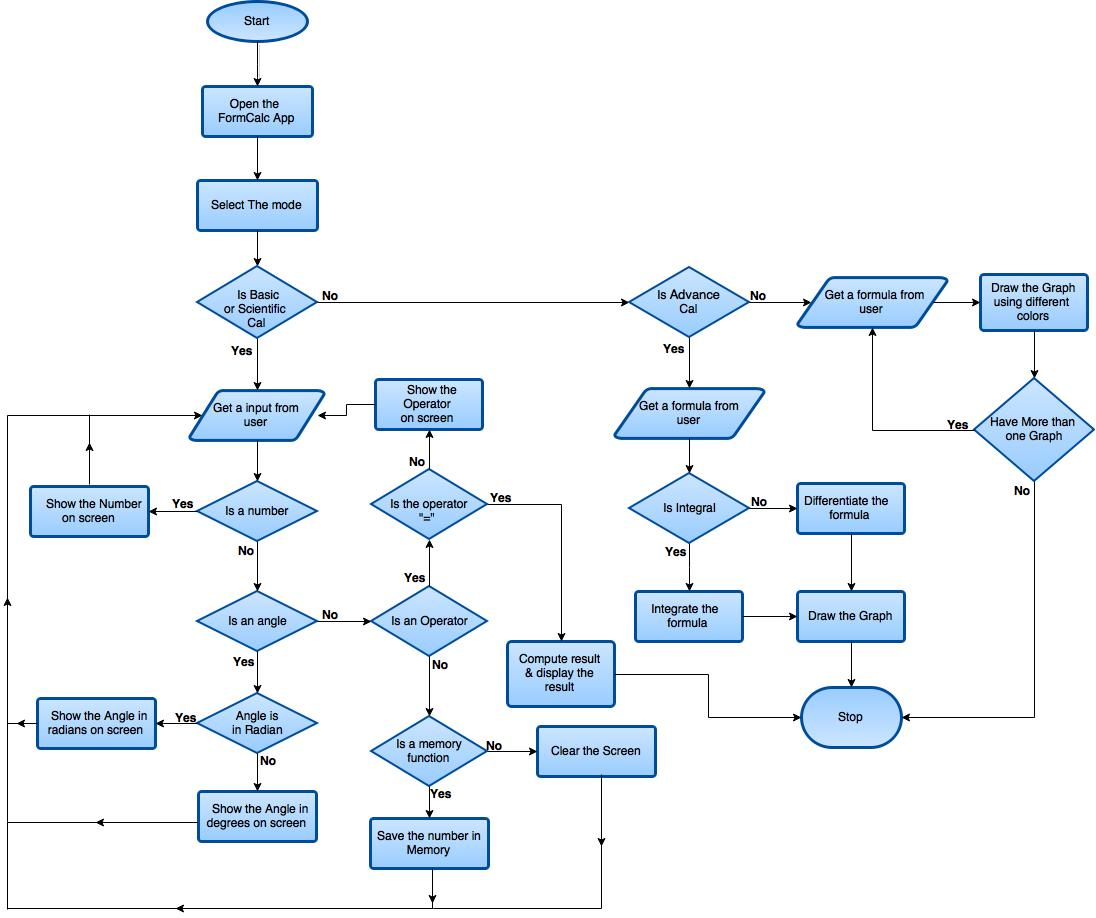 Start
Open the
FormCalc App
Select The mode
Is Basic
or Scientific
Cal
No
Yes
Is Advance
Cal
No
Yes
Get a formula from
user
Draw the Graph
using different
colors
Have More than
one Graph
Yes
No
Get a input from
user
Show the
Operator
on screen
No
Get a formula from
user
Show the Number
on screen
Yes
Is a number
No
Is the operator
"="
Yes
Yes
Is Integral
No
Yes
Differentiate the
formula
Is an angle
No
Yes
Is an Operator
No
Integrate the
formula
Draw the Graph
Compute result
& display the
result
Show the Angle in
radians on screen
Yes
Angle is
in Radian
No
Stop
Is a memory
function
No
Yes
Clear the Screen
Show the Angle in
degrees on screen
Save the number in
Memory